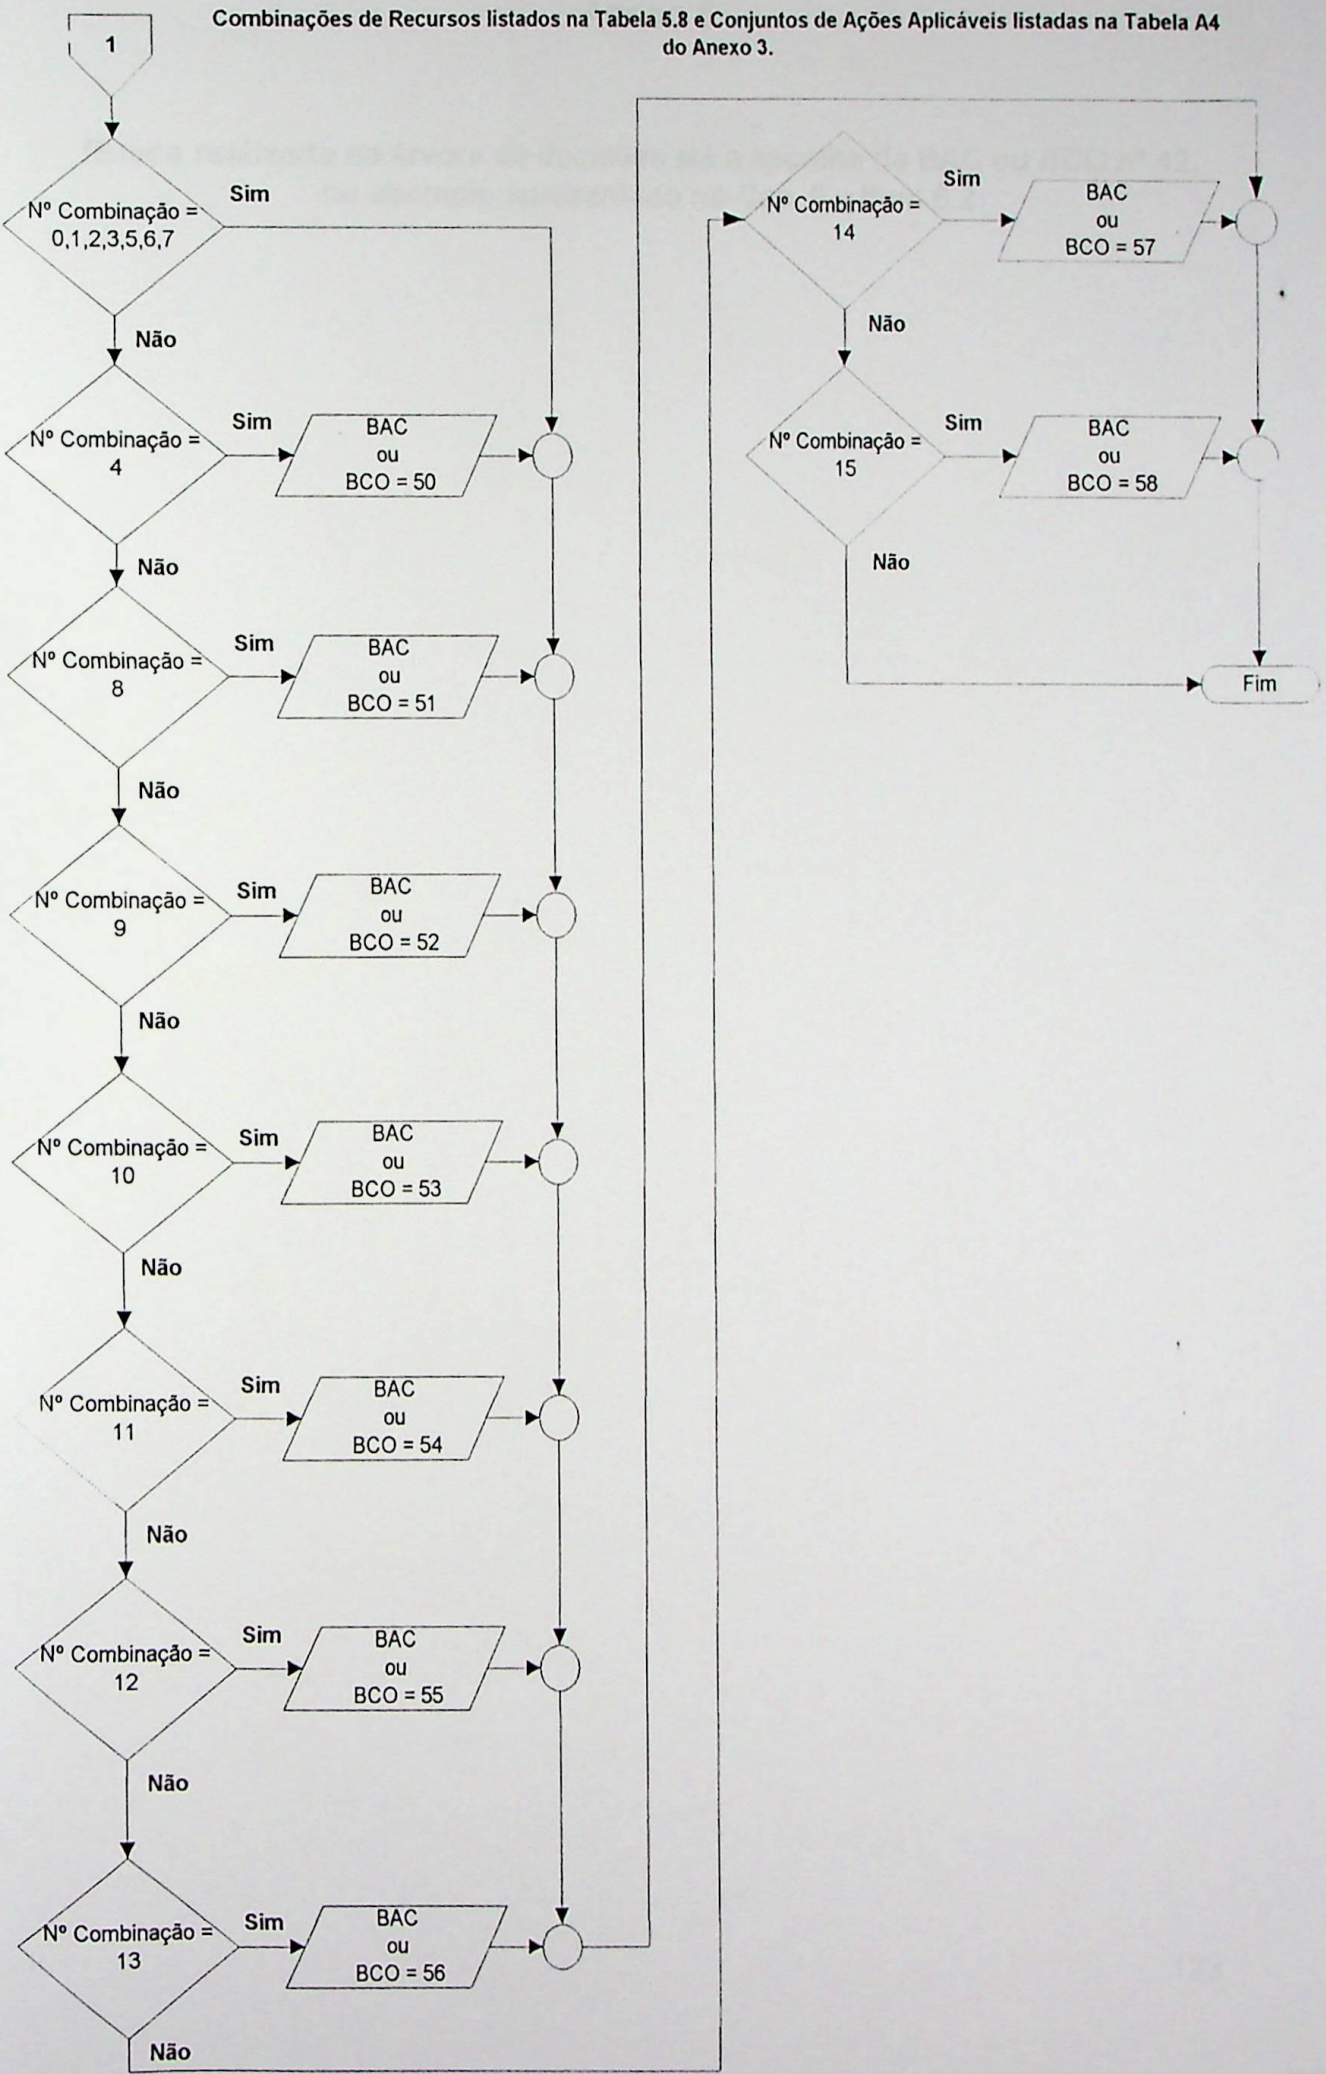 Combinações de Recursos listados na Tabela 5.8 e Conjuntos de Ações Aplicáveis listadas na Tabela A4
do Anexo 3.
1
Nº Combinação =
0,1,2,3,5,6,7
Sim
Não
Nº Combinação =
4
Sim
BAC
ou
BCO = 50
Não
Nº Combinação =
8
Sim
BAC
ou
BCO = 51
Não
Nº Combinação =
9
Sim
BAC
ou
BCO = 52
Não
Nº Combinação =
10
Sim
BAC
ou
BCO = 53
Não
Nº Combinação =
11
Sim
BAC
ou
BCO = 54
Não
Nº Combinação =
12
Sim
BAC
ou
BCO = 55
Não
Nº Combinação =
13
Sim
BAC
ou
BCO = 56
Não
Nº Combinação =
14
Sim
BAC
ou
BCO = 57
Não
Nº Combinação =
15
Sim
BAC
ou
BCO = 58
Não
Fim